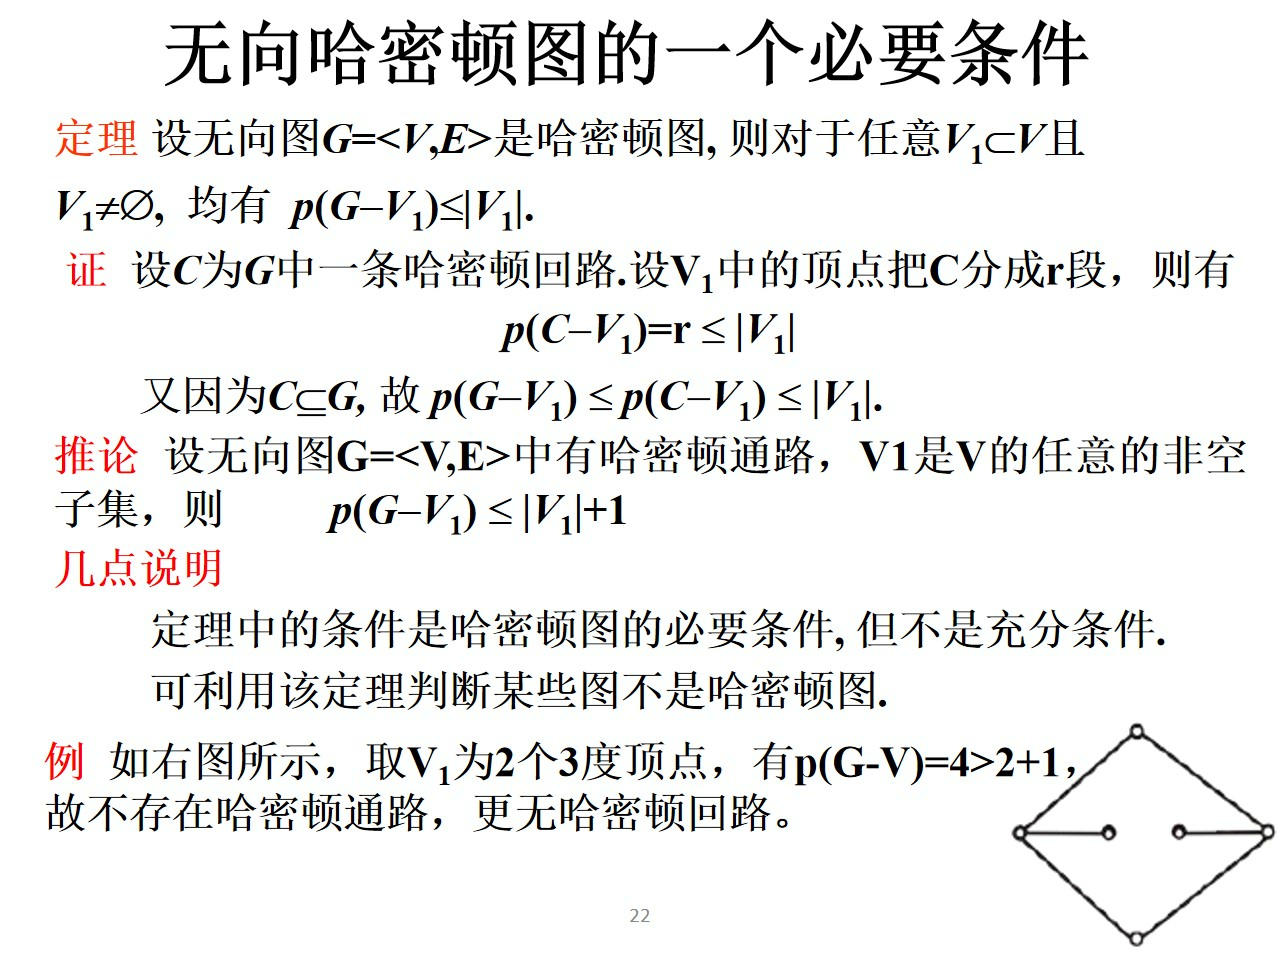 无向哈密顿图的一个必要条件
定理 设无向图G=<V,E>是哈密顿图, 则对于任意V₁⊂V且
V₁≠∅, 均有 p(G–V₁)≤|V₁|.
证 设C为G中一条哈密顿回路.设V₁中的顶点把C分成r段，则有
p(C–V₁)=r ≤ |V₁|
又因为C⊆G, 故 p(G–V₁) ≤ p(C–V₁) ≤ |V₁|.
推论 设无向图G=<V,E>中有哈密顿通路，V1是V的任意的非空
子集，则 p(G–V₁) ≤ |V₁|+1
几点说明
定理中的条件是哈密顿图的必要条件, 但不是充分条件.
可利用该定理判断某些图不是哈密顿图.
例 如右图所示，取V₁为2个3度顶点，有p(G-V)=4>2+1，
故不存在哈密顿通路，更无哈密顿回路。
22